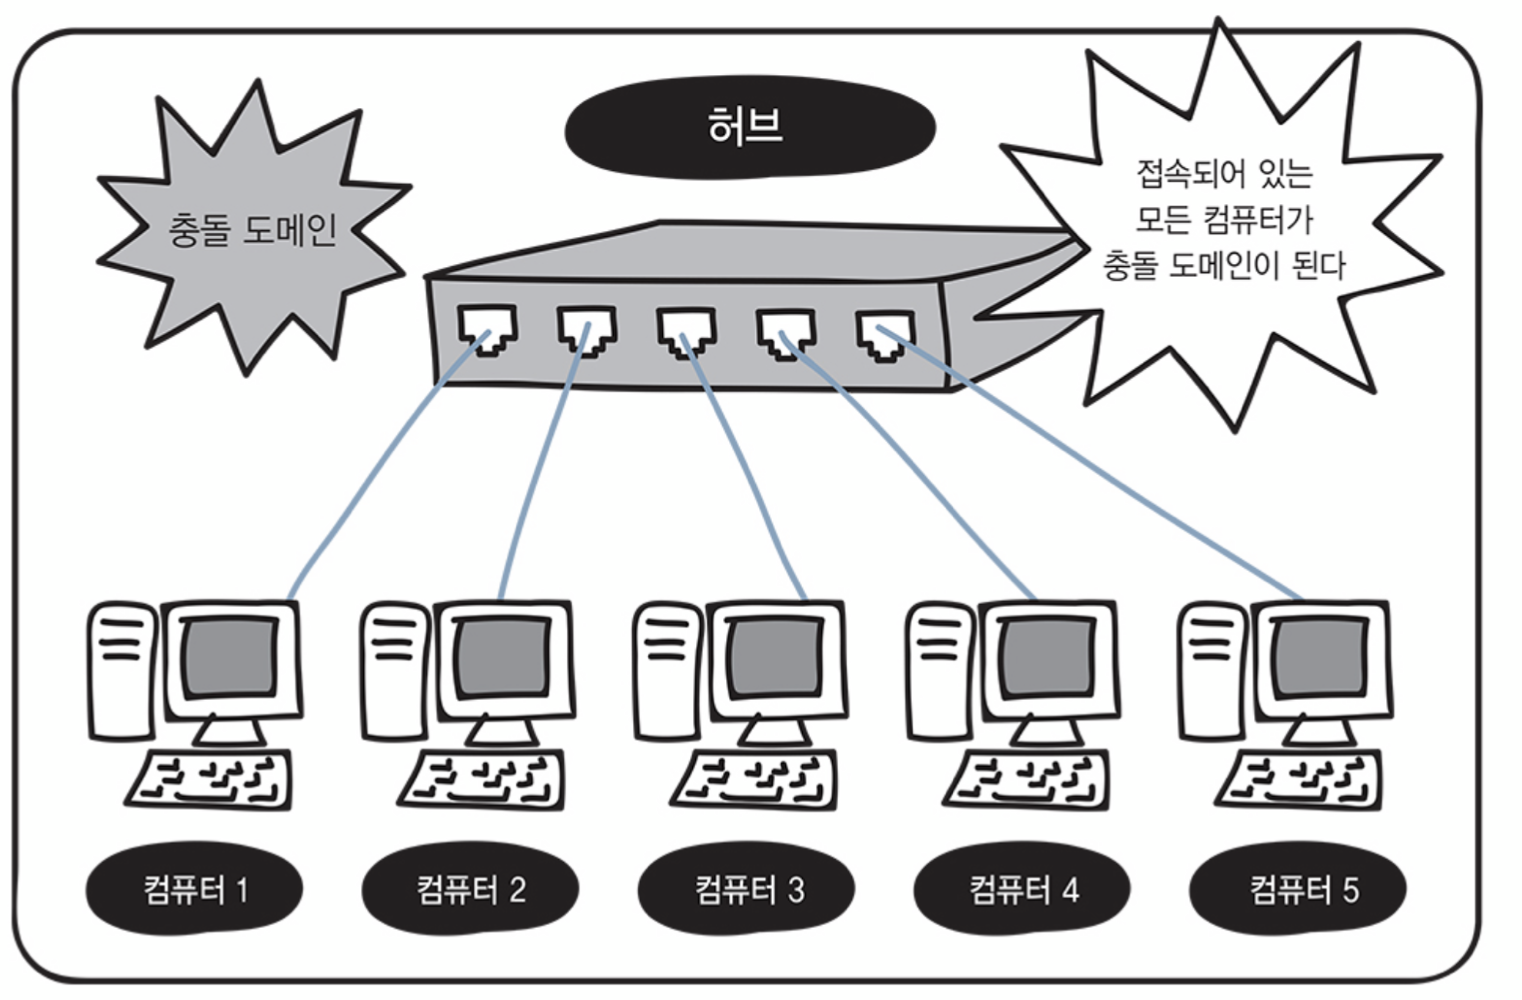 허브
충돌 도메인
접속되어 있는
모든 컴퓨터가
충돌 도메인이 된다
컴퓨터 1
컴퓨터 2
컴퓨터 3
컴퓨터 4
컴퓨터 5